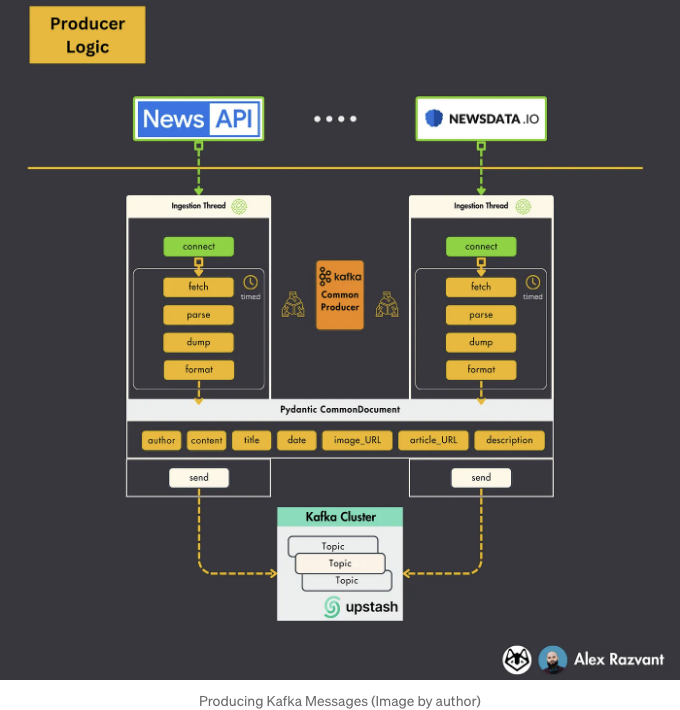 Producer
Logic
News API
NEWSDATA.IO
Ingestion Thread
Ingestion Thread
connect
connect
fetch
timed
fetch
timed
kafka
Common
Producer
parse
parse
dump
dump
format
format
Pydantic CommonDocument
author content title date image_URL article_URL description
send
send
Kafka Cluster
Topic
Topic
Topic
upstash
Alex Razvant
Producing Kafka Messages (Image by author)